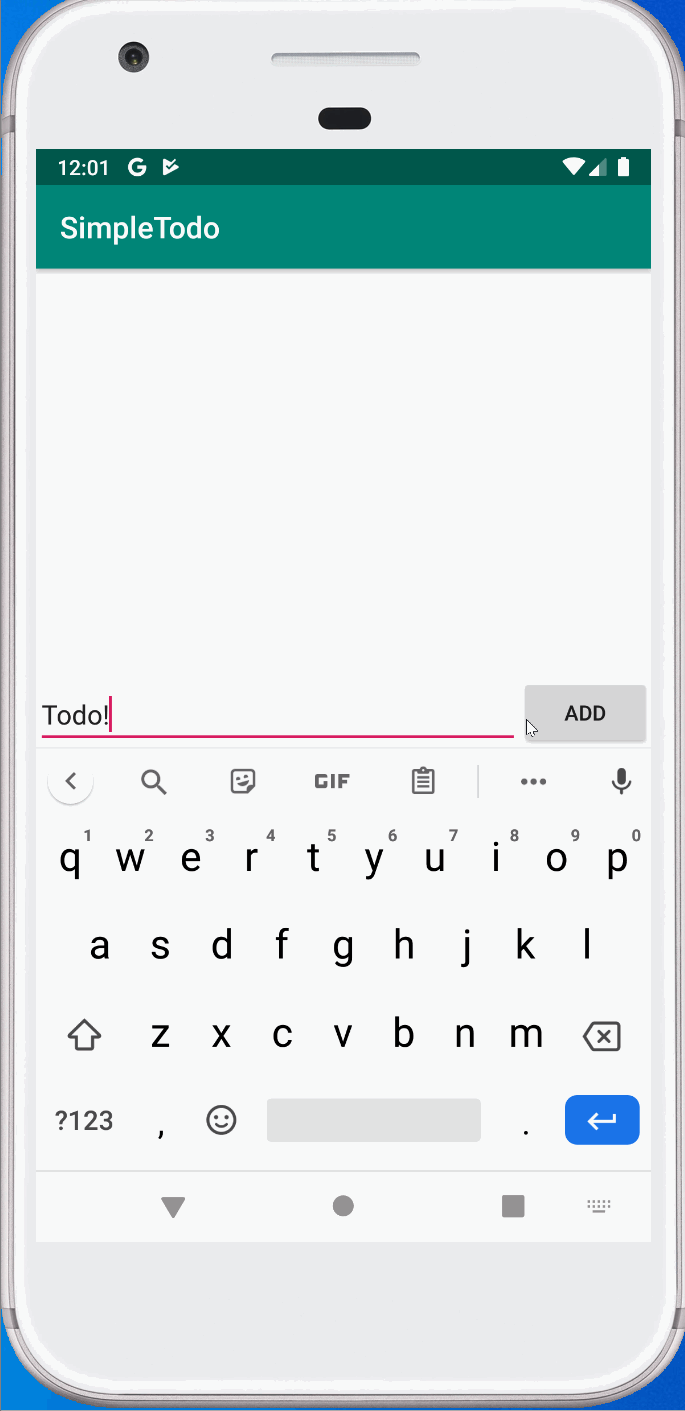 12:01 G
SimpleTodo
Todo!
ADD
GIF
1 2 3 4 5 6 7 8 9 0
q w e r t y u i o p
a s d f g h j k l
z x c v b n m
?123 , .